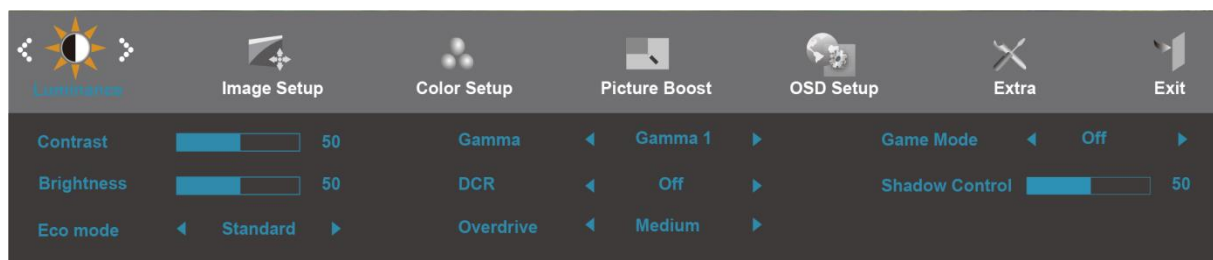 Luminance Image Setup Color Setup Picture Boost OSD Setup Extra Exit
Contrast 50 Gamma Gamma 1 Game Mode Off
Brightness 50 DCR Off Shadow Control 50
Eco mode Standard Overdrive Medium